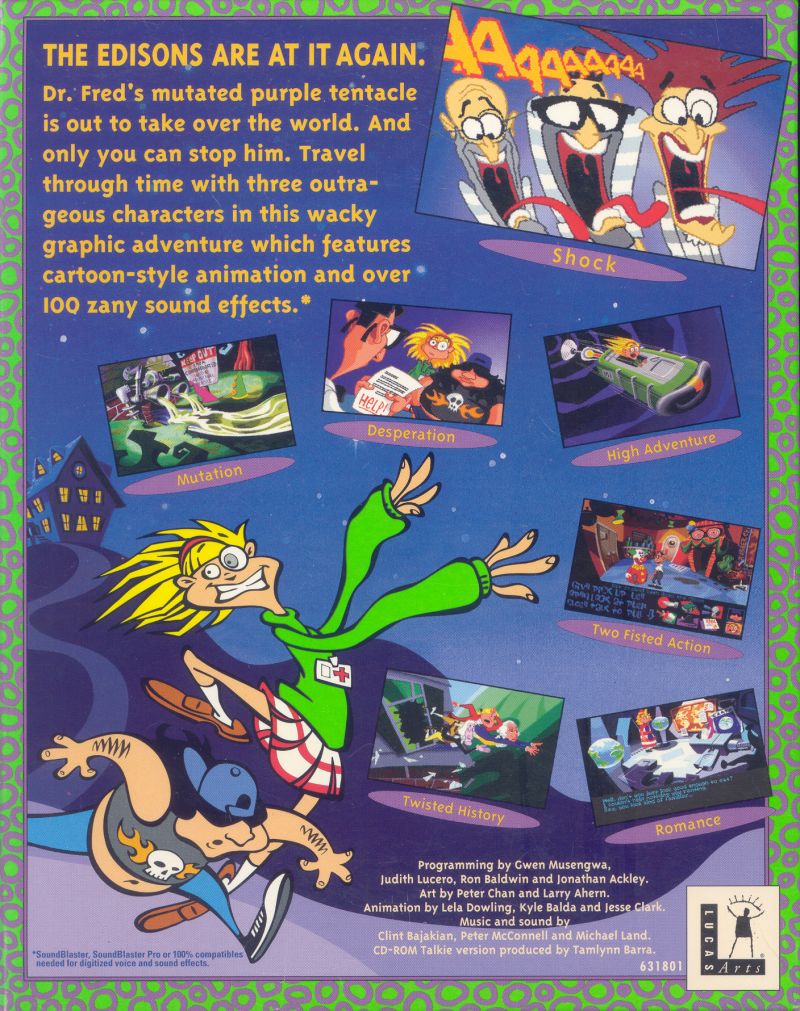 THE EDISONS ARE AT IT AGAIN.
Dr. Fred's mutated purple tentacle
is out to take over the world. And
only you can stop him. Travel
through time with three outra-
geous characters in this wacky
graphic adventure which features
cartoon-style animation and over
100 zany sound effects.*
AAAAAAAAAAA
Shock
KEEP OUT
Mutation
HELP!
Desperation
High Adventure
Two Fisted Action
Twisted History
Romance
Programming by Gwen Musengwa,
Judith Lucero, Ron Baldwin and Jonathan Ackley.
Art by Peter Chan and Larry Ahern.
Animation by Lela Dowling, Kyle Balda and Jesse Clark.
Music and sound by
Clint Bajakian, Peter McConnell and Michael Land.
CD-ROM Talkie version produced by Tamlynn Barra.
631801
LUCAS
Arts
®
*SoundBlaster, SoundBlaster Pro or 100% compatibles
needed for digitized voice and sound effects.